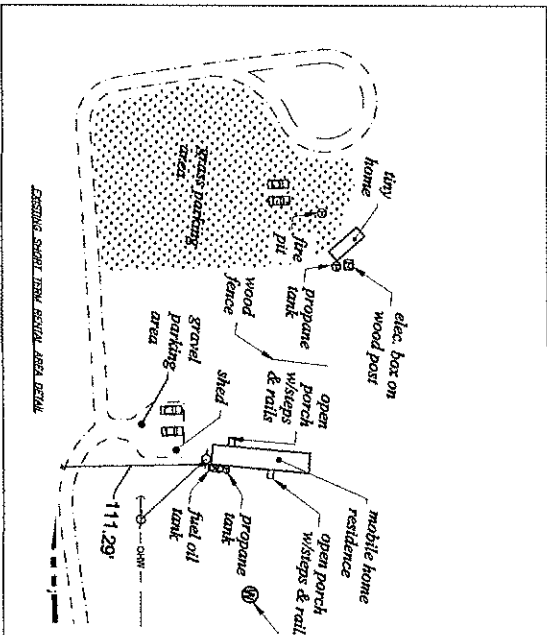 tiny
home
elec. box on
wood post
grass parking
area
fire
pit
propane
tank
wood
fence
gravel
parking
area
shed
open
porch
w/steps
& rails
mobile home
residence
open porch
w/steps & rail
propane
tank
fuel oil
tank
111.29'
OHW
W
EXISTING SHORT TERM RENTAL AREA DETAIL